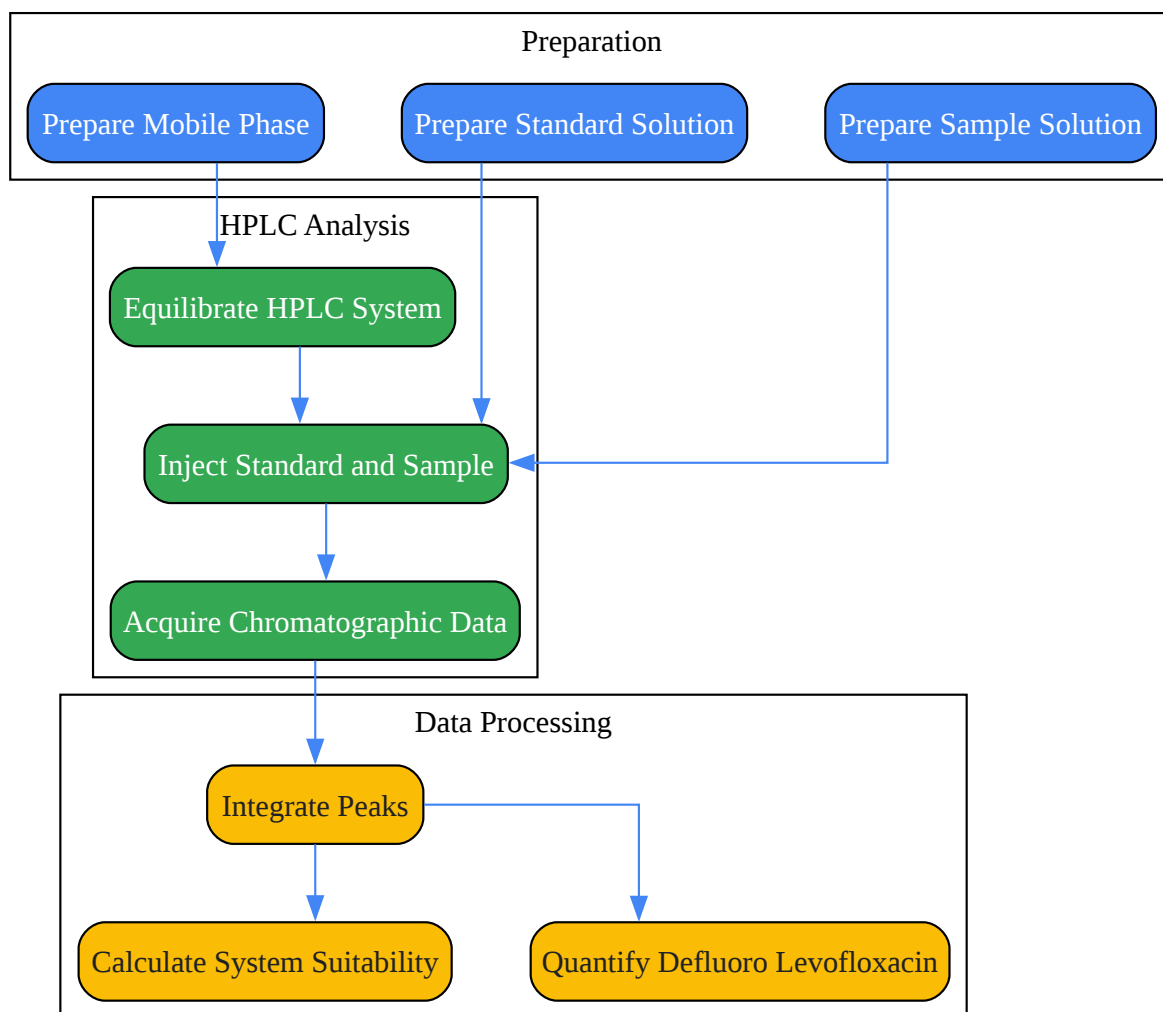 Preparation
Prepare Mobile Phase
Prepare Standard Solution
Prepare Sample Solution
HPLC Analysis
Equilibrate HPLC System
Inject Standard and Sample
Acquire Chromatographic Data
Data Processing
Integrate Peaks
Calculate System Suitability
Quantify Defluoro Levofloxacin